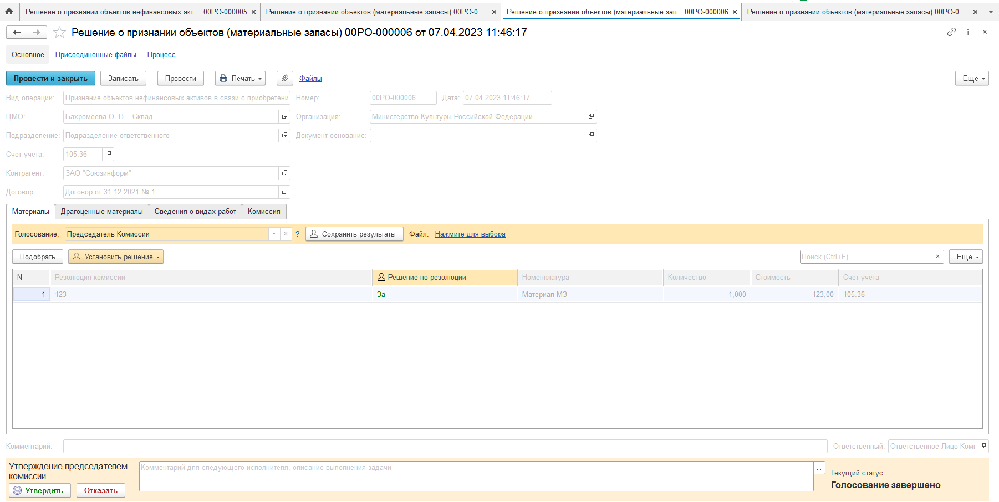 Решение о признании объектов нефинансовых акт... 00РО-000005 × Решение о признании объектов (материальные запасы) 00РО-0... × Решение о признании объектов (материальные зап... 00РО-000006 × Решение о признании объектов (материальные запасы) 00РО-0... ×
Решение о признании объектов (материальные запасы) 00РО-000006 от 07.04.2023 11:46:17
Основное Присоединенные файлы Процесс
Провести и закрыть Записать Провести Печать Файлы Еще
Вид операции: Признание объектов нефинансовых активов в связи с приобретени Номер: 00РО-000006 Дата: 07.04.2023 11:46:17
ЦМО: Бахромеева О. В. - Склад Организация: Министерство Культуры Российской Федерации
Подразделение: Подразделение ответственного Документ-основание:
Счет учета: 105.36
Контрагент: ЗАО "Союзинформ"
Договор: Договор от 31.12.2021 № 1
Материалы Драгоценные материалы Сведения о видах работ Комиссия
Голосование: Председатель Комиссии × ? Сохранить результаты Файл: Нажмите для выбора
Подобрать Установить решение Поиск (Ctrl+F) × Еще
N Резолюция комиссии Решение по резолюции Номенклатура Количество Стоимость Счет учета
1 123 За Материал МЗ 1,000 123,00 105.36
Комментарий: Ответственный: Ответственное Лицо Коми
Утверждение председателем
комиссии
Комментарий для следующего исполнителя, описание выполнения задачи ...
Текущий статус:
Голосование завершено
Утвердить Отказать